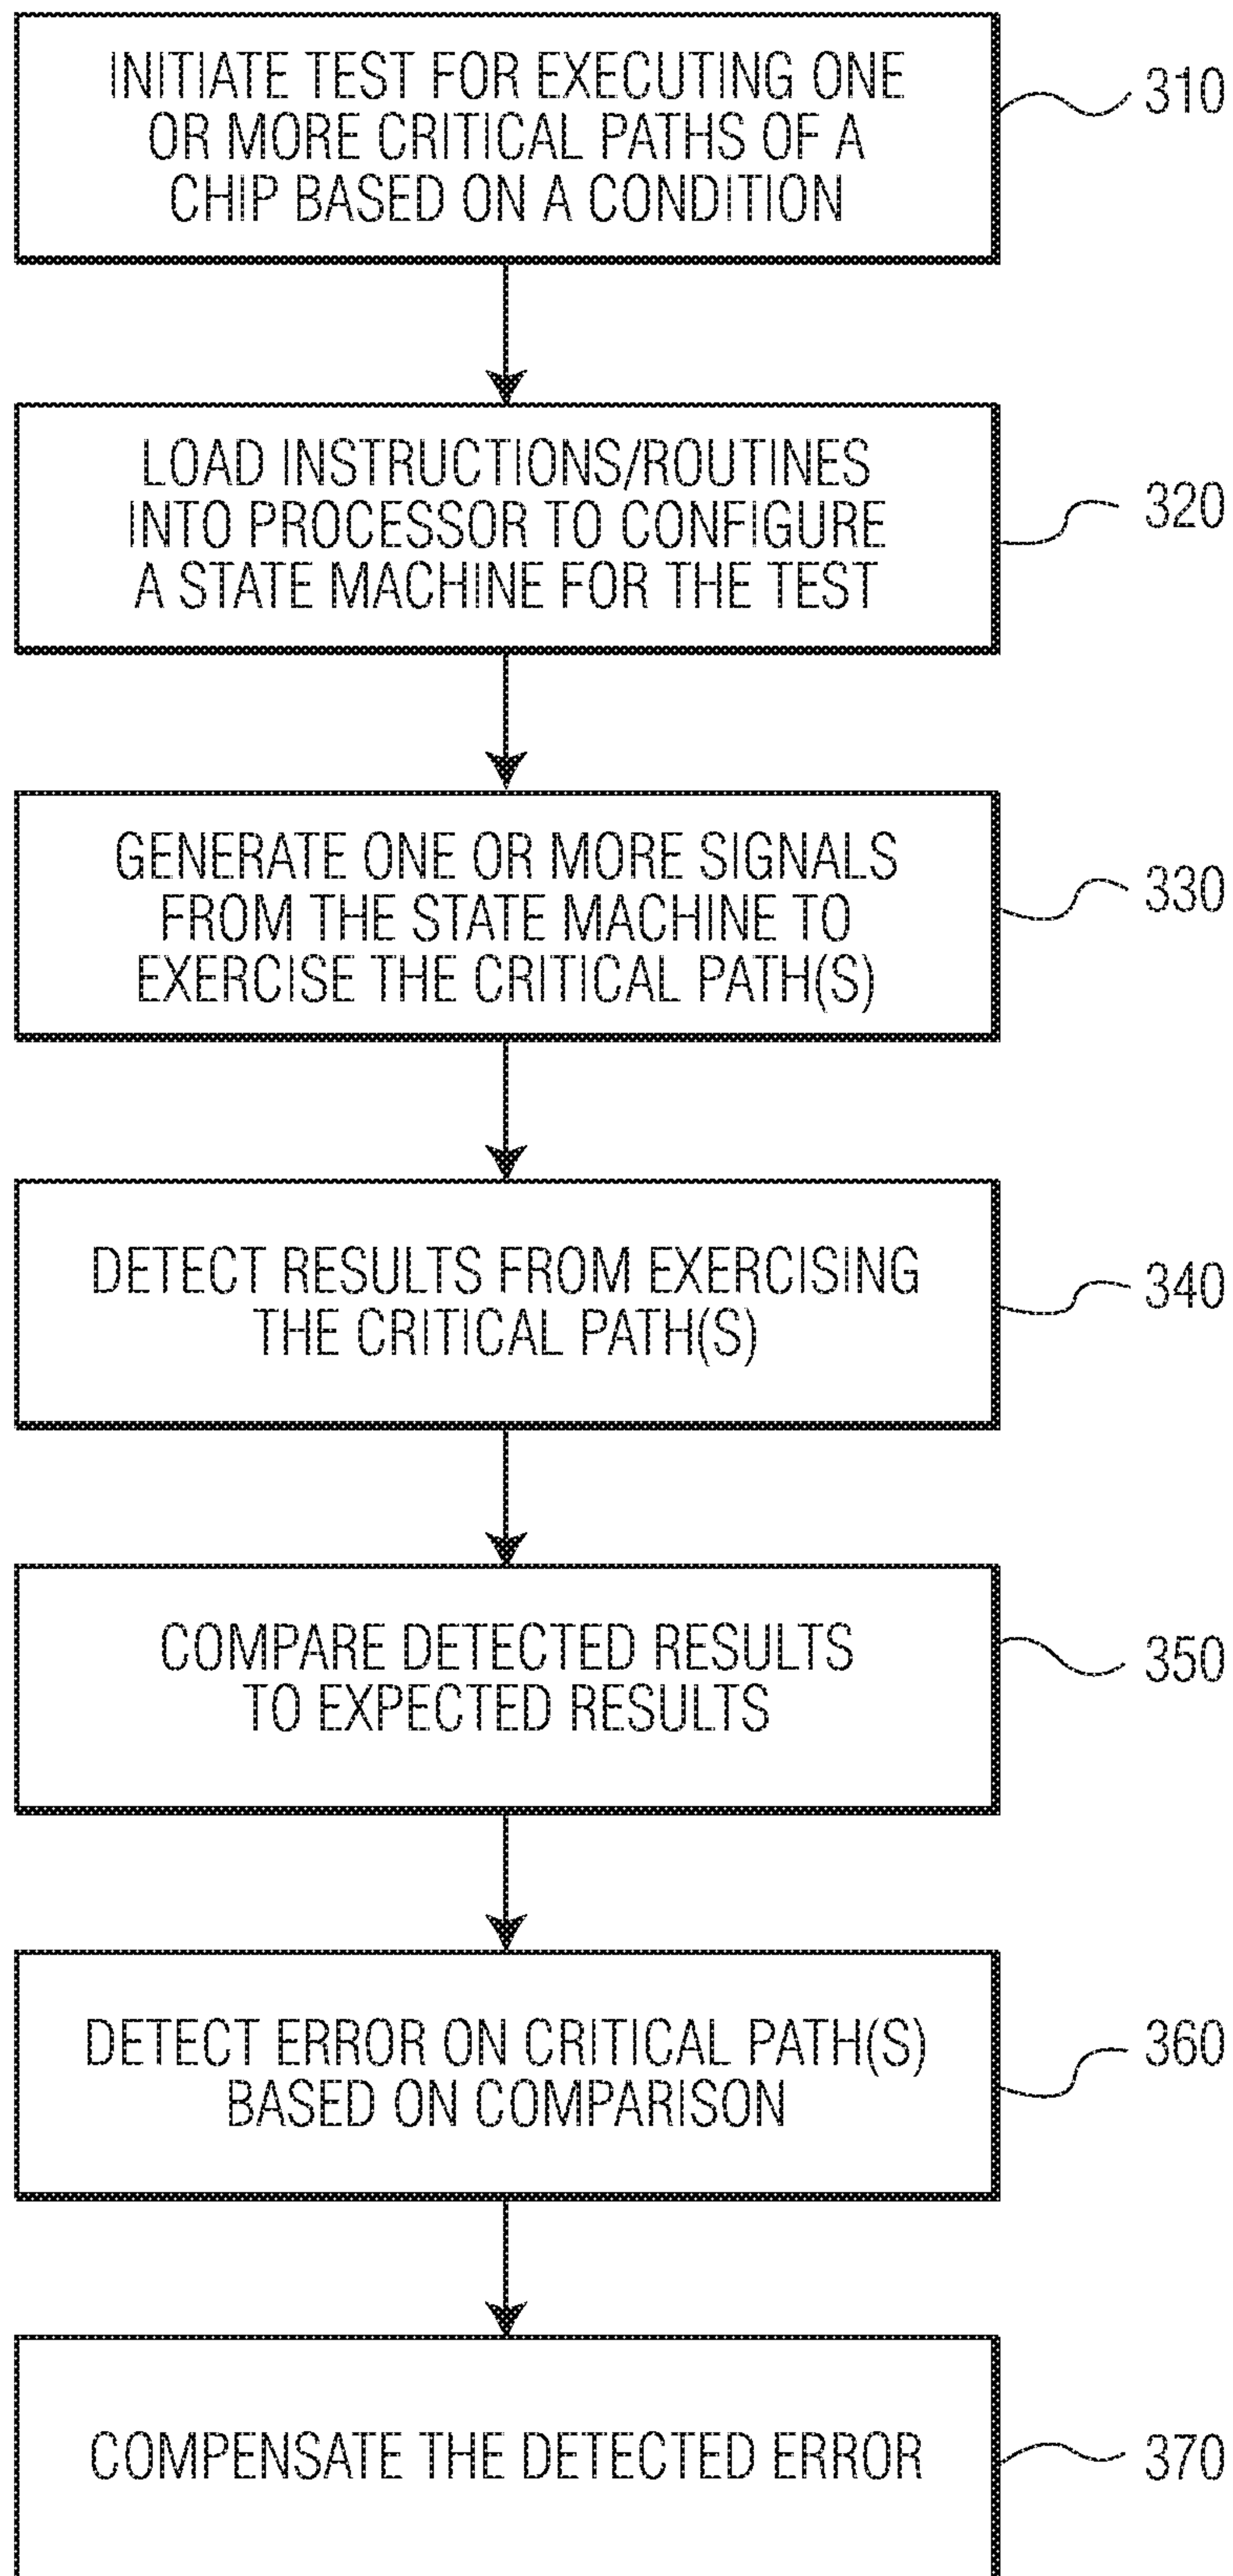 INITIATE TEST FOR EXECUTING ONE
OR MORE CRITICAL PATHS OF A
CHIP BASED ON A CONDITION
310
LOAD INSTRUCTIONS/ROUTINES
INTO PROCESSOR TO CONFIGURE
A STATE MACHINE FOR THE TEST
320
GENERATE ONE OR MORE SIGNALS
FROM THE STATE MACHINE TO
EXERCISE THE CRITICAL PATH(S)
330
DETECT RESULTS FROM EXERCISING
THE CRITICAL PATH(S)
340
COMPARE DETECTED RESULTS
TO EXPECTED RESULTS
350
DETECT ERROR ON CRITICAL PATH(S)
BASED ON COMPARISON
360
COMPENSATE THE DETECTED ERROR
370